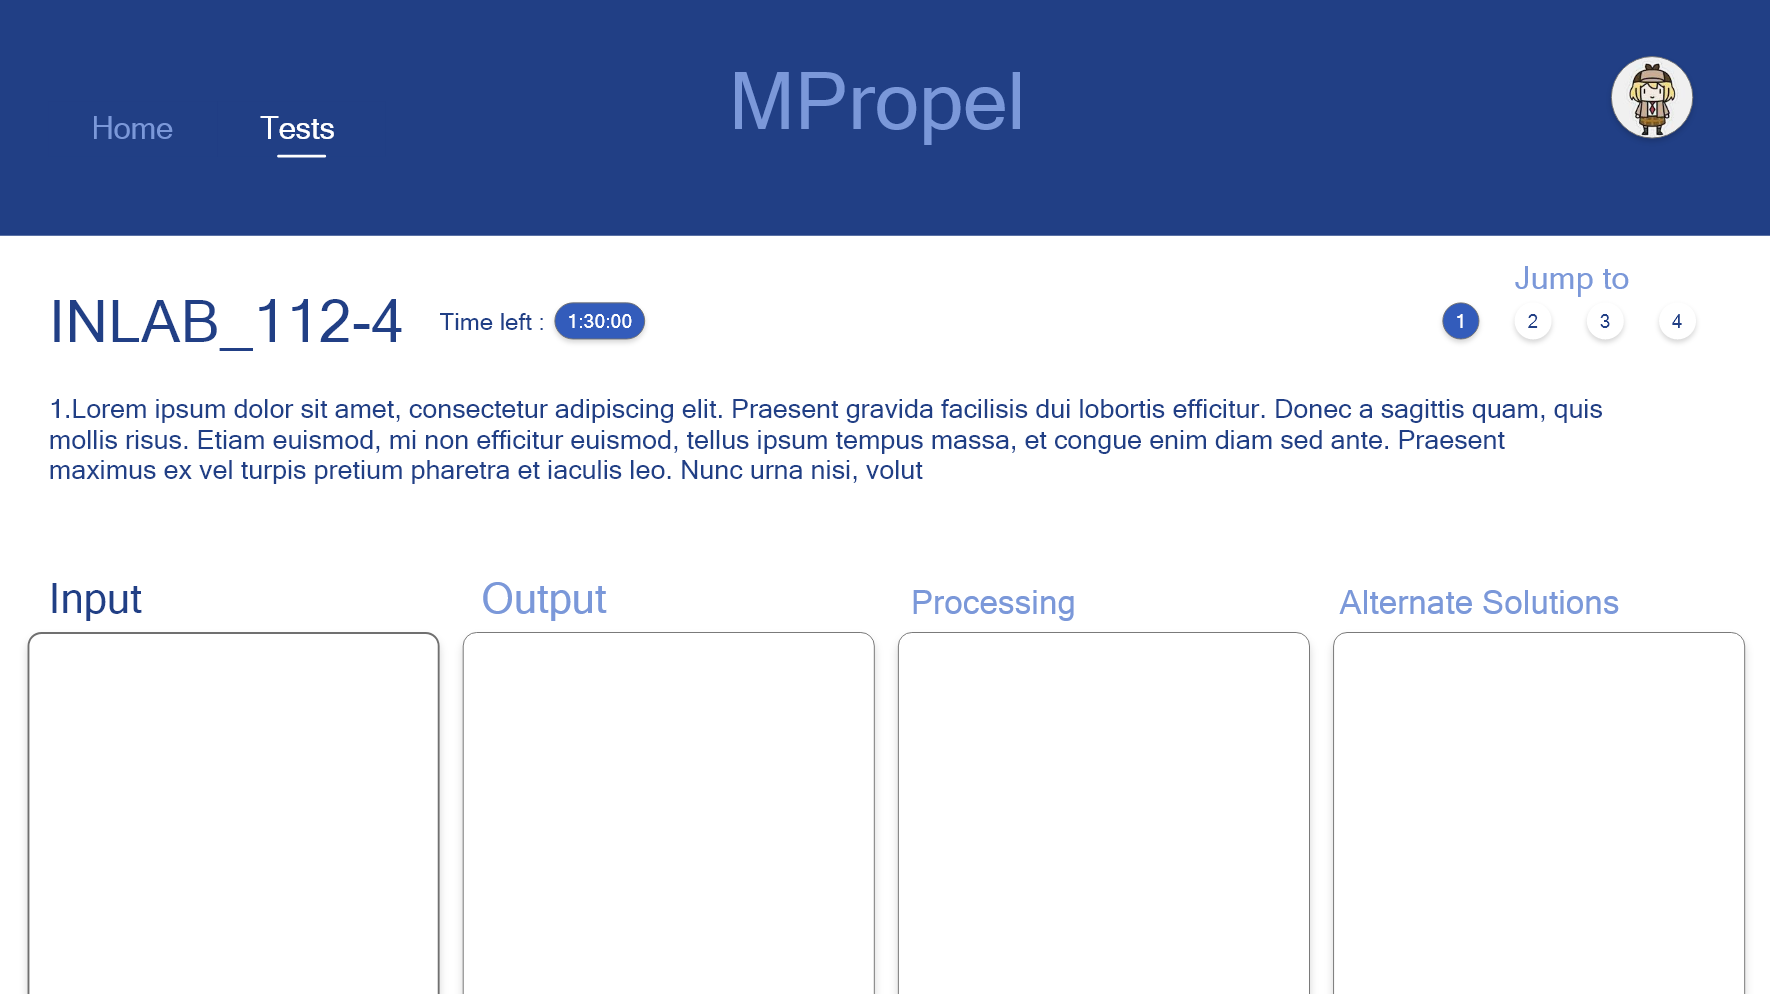 MPropel
Home Tests
Jump to
INLAB_112-4 Time left : 1:30:00 1 2 3 4
1.Lorem ipsum dolor sit amet, consectetur adipiscing elit. Praesent gravida facilisis dui lobortis efficitur. Donec a sagittis quam, quis
mollis risus. Etiam euismod, mi non efficitur euismod, tellus ipsum tempus massa, et congue enim diam sed ante. Praesent
maximus ex vel turpis pretium pharetra et iaculis leo. Nunc urna nisi, volut
Input Output Processing Alternate Solutions